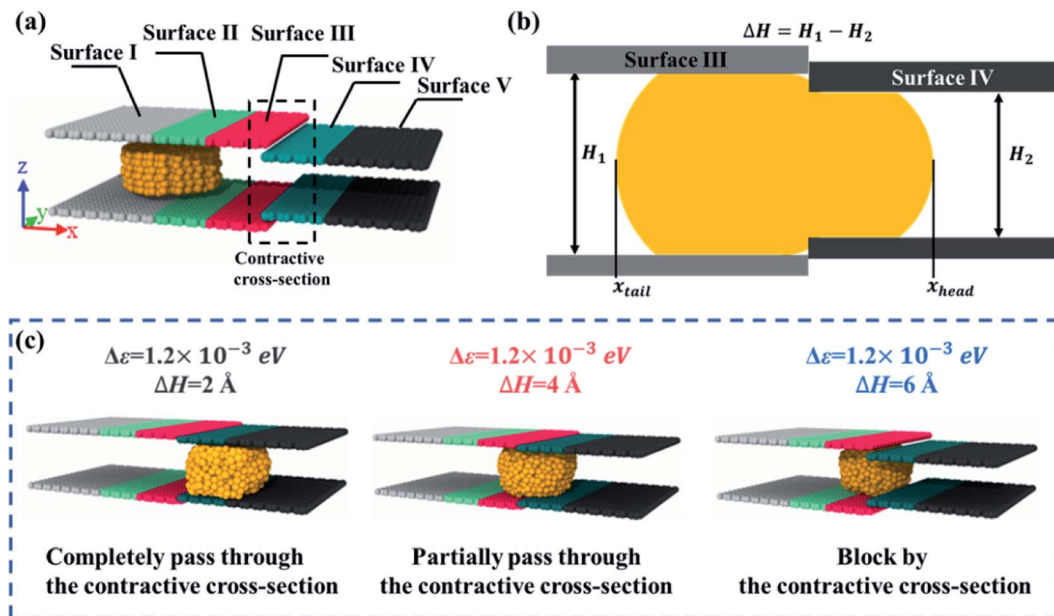 (a)
Surface I
Surface II
Surface III
Surface IV
Surface V
z
y
x
Contractive
cross-section
(b)
ΔH = H₁ − H₂
Surface III
Surface IV
H₁
H₂
x_tail
x_head
(c)
Δε=1.2× 10⁻³ eV
ΔH=2 Å
Completely pass through
the contractive cross-section
Δε=1.2× 10⁻³ eV
ΔH=4 Å
Partially pass through
the contractive cross-section
Δε=1.2× 10⁻³ eV
ΔH=6 Å
Block by
the contractive cross-section